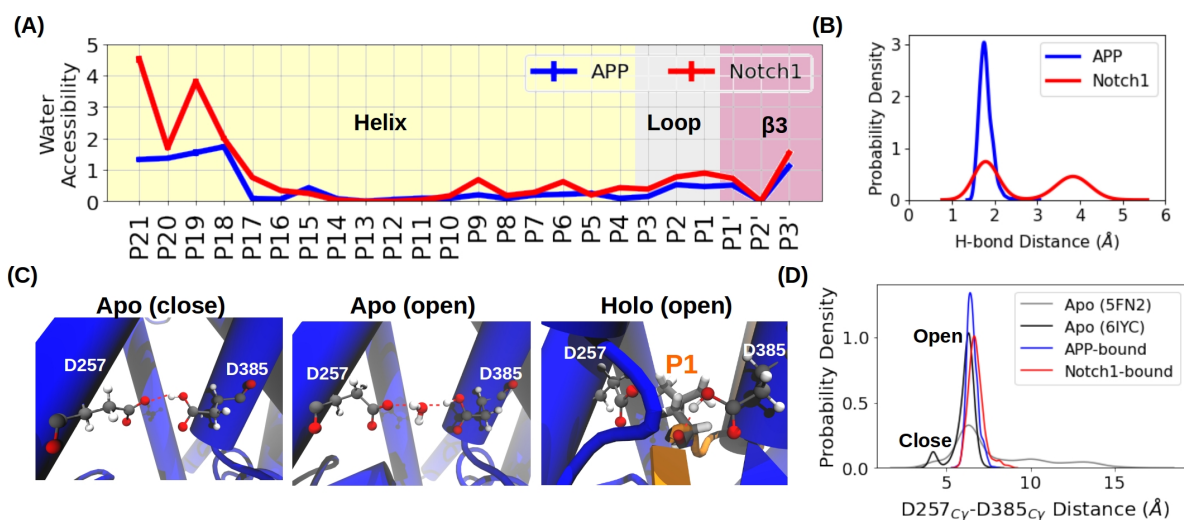 (A)
Water
Accessibility
5
4
3
2
1
0
APP
Notch1
Helix
Loop
β3
P21
P20
P19
P18
P17
P16
P15
P14
P13
P12
P11
P10
P9
P8
P7
P6
P5
P4
P3
P2
P1
P1'
P2'
P3'
(B)
Probability Density
3
2
1
0
APP
Notch1
0 1 2 3 4 5 6
H-bond Distance (Å)
(C)
Apo (close)
D257
D385
Apo (open)
D257
D385
Holo (open)
D257
P1
D385
(D)
Probability Density
1.0
0.5
0.0
Open
Close
Apo (5FN2)
Apo (6IYC)
APP-bound
Notch1-bound
5 10 15
D257Cγ-D385Cγ Distance (Å)